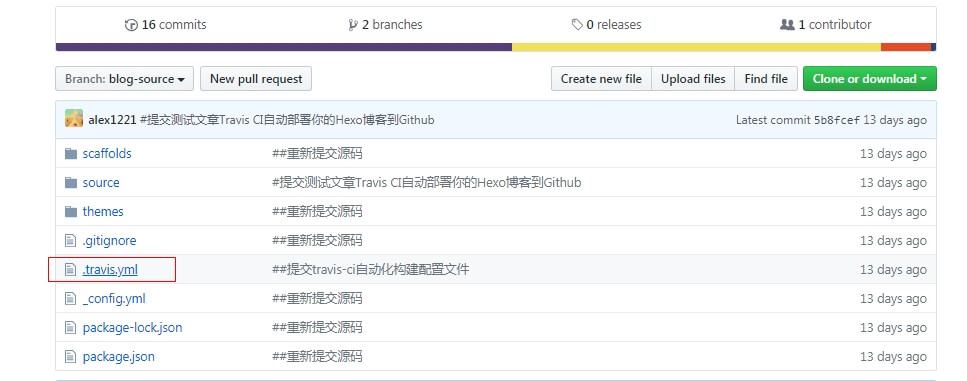 16 commits 2 branches 0 releases 1 contributor
Branch: blog-source New pull request Create new file Upload files Find file Clone or download
alex1221 #提交测试文章Travis CI自动部署你的Hexo博客到Github Latest commit 5b8fcef 13 days ago
scaffolds ##重新提交源码 13 days ago
source #提交测试文章Travis CI自动部署你的Hexo博客到Github 13 days ago
themes ##重新提交源码 13 days ago
.gitignore ##重新提交源码 13 days ago
.travis.yml ##提交travis-ci自动化构建配置文件 13 days ago
_config.yml ##重新提交源码 13 days ago
package-lock.json ##重新提交源码 13 days ago
package.json ##重新提交源码 13 days ago